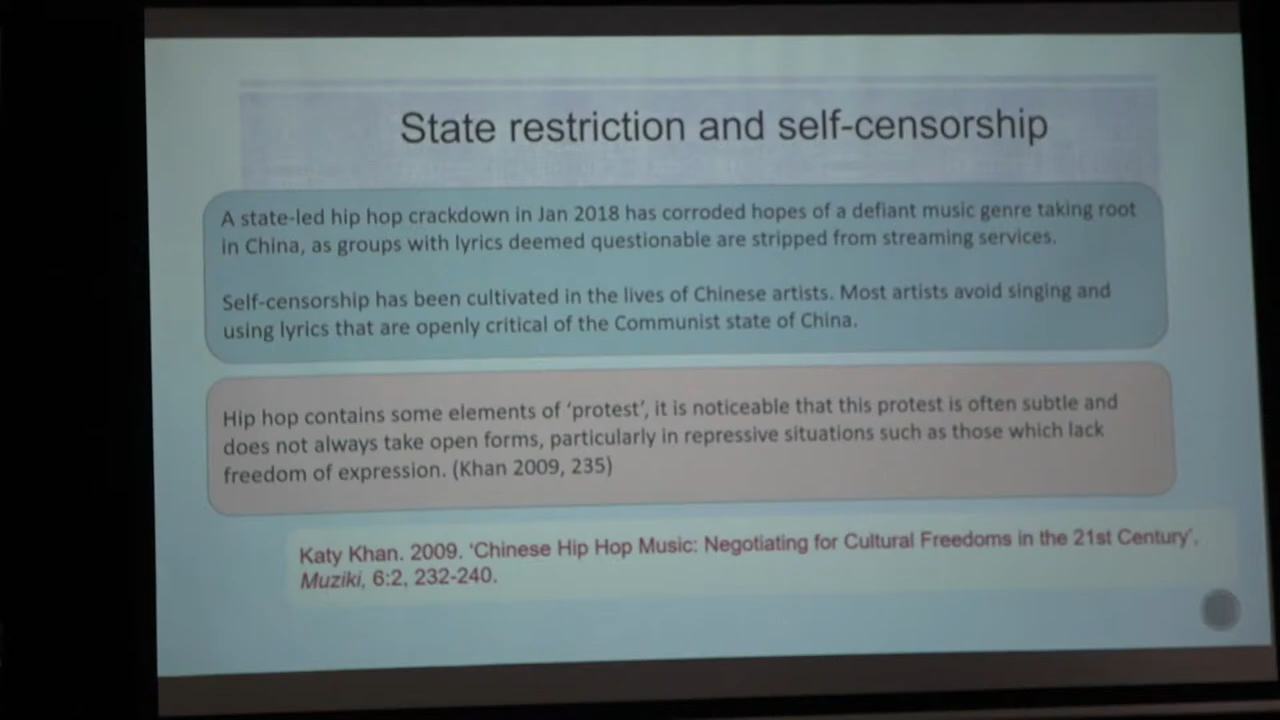 State restriction and self-censorship
A state-led hip hop crackdown in Jan 2018 has corroded hopes of a defiant music genre taking root
in China, as groups with lyrics deemed questionable are stripped from streaming services.
Self-censorship has been cultivated in the lives of Chinese artists. Most artists avoid singing and
using lyrics that are openly critical of the Communist state of China.
Hip hop contains some elements of ‘protest’, it is noticeable that this protest is often subtle and
does not always take open forms, particularly in repressive situations such as those which lack
freedom of expression. (Khan 2009, 235)
Katy Khan. 2009. ‘Chinese Hip Hop Music: Negotiating for Cultural Freedoms in the 21st Century’,
Muziki, 6:2, 232-240.